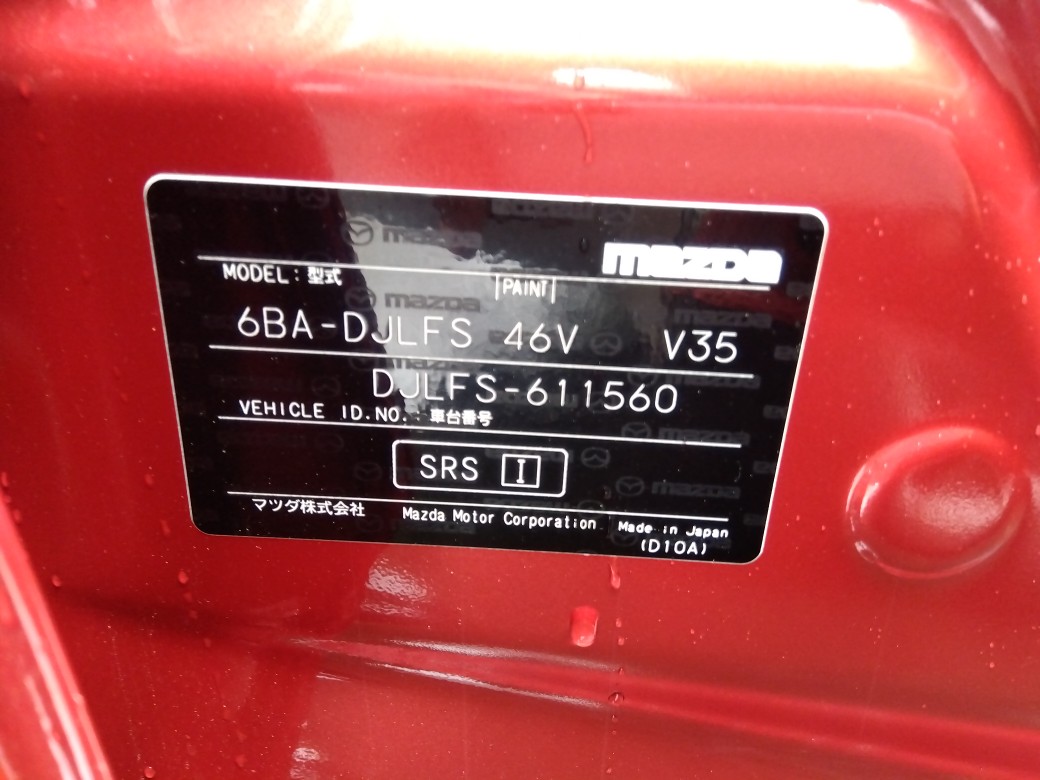 mazda
MODEL : 型式 PAINT
6BA-DJLFS 46V V35
DJLFS-611560
VEHICLE ID.NO. : 車台番号
SRS I
マツダ株式会社 Mazda Motor Corporation Made in Japan
(D10A)